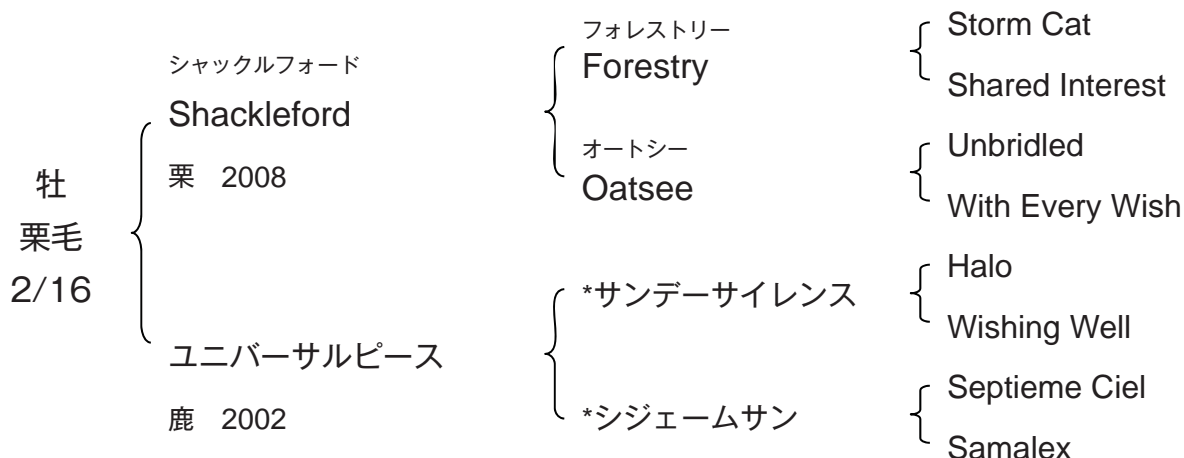 牡
栗毛
2/16
シャックルフォード
Shackleford
栗 2008
ユニバーサルピース
鹿 2002
フォレストリー
Forestry
オートシー
Oatsee
*サンデーサイレンス
*シジェームサン
Storm Cat
Shared Interest
Unbridled
With Every Wish
Halo
Wishing Well
Septieme Ciel
Samalex